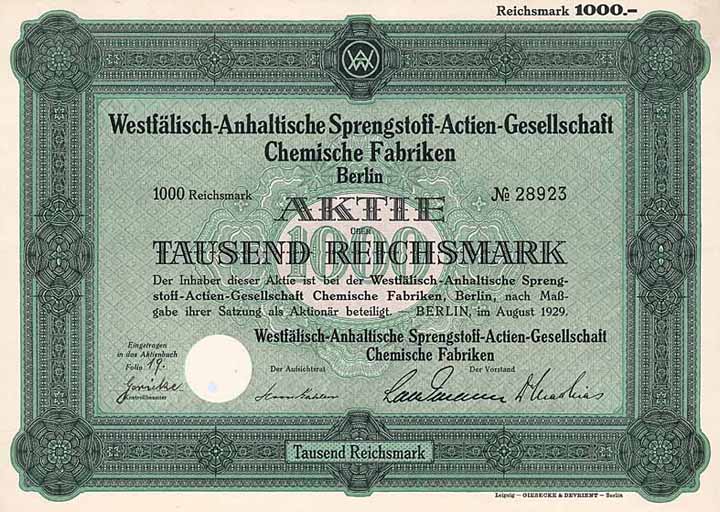 Reichsmark 1000.–
W A
Westfälisch-Anhaltische Sprengstoff-Actien-Gesellschaft
Chemische Fabriken
Berlin
1000 Reichsmark
№ 28923
AKTIE
ÜBER
TAUSEND REICHSMARK
1000
Der Inhaber dieser Aktie ist bei der Westfälisch-Anhaltische Spreng-
stoff-Actien-Gesellschaft Chemische Fabriken, Berlin, nach Maß-
gabe ihrer Satzung als Aktionär beteiligt. BERLIN, im August 1929.
Westfälisch-Anhaltische Sprengstoff-Actien-Gesellschaft
Chemische Fabriken
Eingetragen
in das Aktienbuch
Folio 19.
Kontrollbeamter
Der Aufsichtsrat
Der Vorstand
Tausend Reichsmark
Leipzig – GIESECKE & DEVRIENT – Berlin